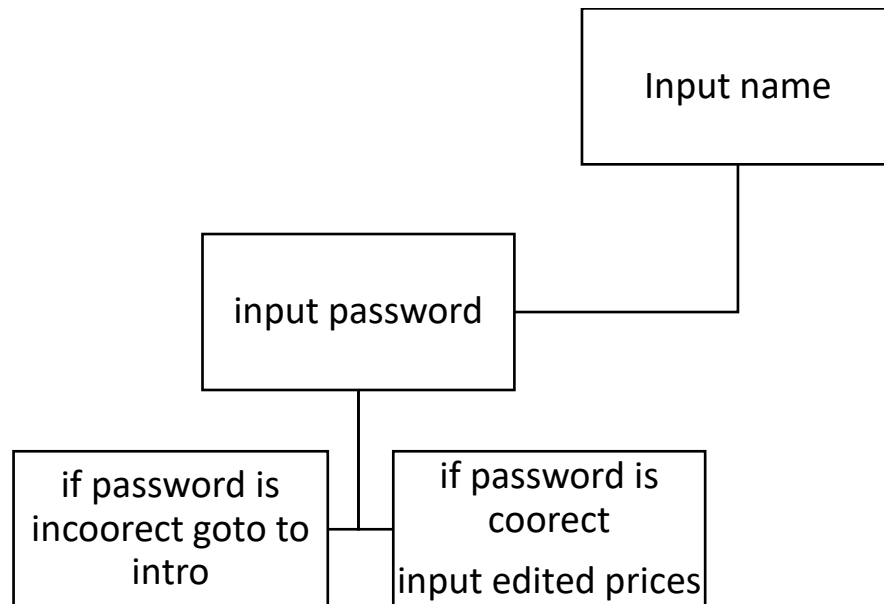 Input name
input password
if password is
incoorect goto to
intro
if password is
coorect
input edited prices